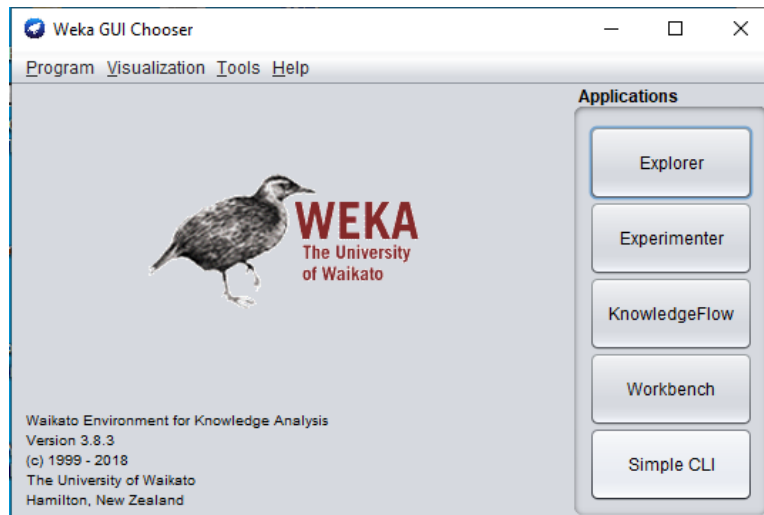 Weka GUI Chooser
Program Visualization Tools Help
Applications
Explorer
Experimenter
KnowledgeFlow
Workbench
Simple CLI
WEKA
The University
of Waikato
Waikato Environment for Knowledge Analysis
Version 3.8.3
(c) 1999 - 2018
The University of Waikato
Hamilton, New Zealand